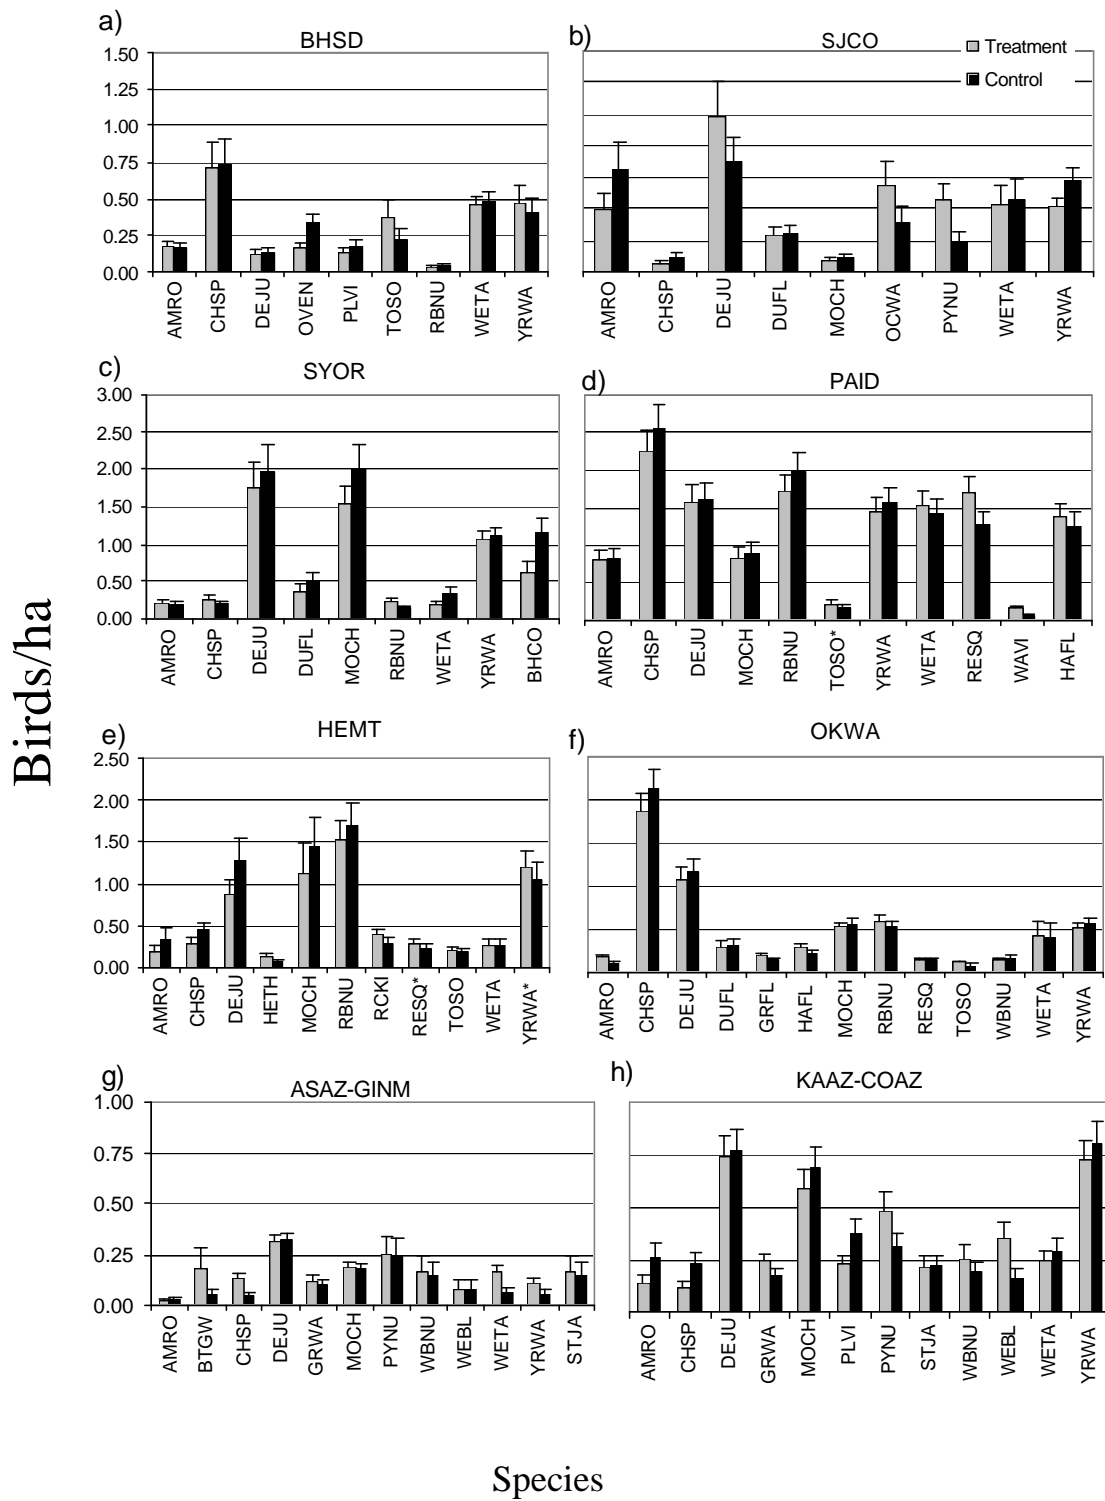 a)
BHSD
1.50
1.25
1.00
0.75
0.50
0.25
0.00
AMRO
CHSP
DEJU
OVEN
PLVI
TOSO
RBNU
WETA
YRWA
b)
SJCO
Treatment
Control
AMRO
CHSP
DEJU
DUFL
MOCH
OCWA
PYNU
WETA
YRWA
c)
SYOR
3.00
2.50
2.00
1.50
1.00
0.50
0.00
AMRO
CHSP
DEJU
DUFL
MOCH
RBNU
WETA
YRWA
BHCO
d)
PAID
AMRO
CHSP
DEJU
MOCH
RBNU
TOSO*
YRWA
WETA
RESQ
WAVI
HAFL
Birds/ha
e)
HEMT
2.50
2.00
1.50
1.00
0.50
0.00
AMRO
CHSP
DEJU
HETH
MOCH
RBNU
RCKI
RESQ*
TOSO
WETA
YRWA*
f)
OKWA
AMRO
CHSP
DEJU
DUFL
GRFL
HAFL
MOCH
RBNU
RESQ
TOSO
WBNU
WETA
YRWA
g)
ASAZ-GINM
1.00
0.75
0.50
0.25
0.00
AMRO
BTGW
CHSP
DEJU
GRWA
MOCH
PYNU
WBNU
WEBL
WETA
YRWA
STJA
h)
KAAZ-COAZ
AMRO
CHSP
DEJU
GRWA
MOCH
PLVI
PYNU
STJA
WBNU
WEBL
WETA
YRWA
Species